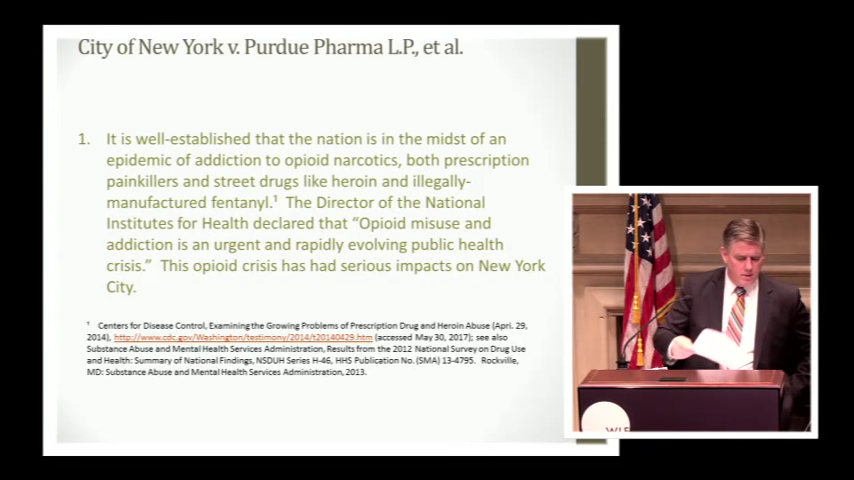 City of New York v. Purdue Pharma L.P., et al.
1. It is well-established that the nation is in the midst of an
epidemic of addiction to opioid narcotics, both prescription
painkillers and street drugs like heroin and illegally-
manufactured fentanyl.¹ The Director of the National
Institutes for Health declared that “Opioid misuse and
addiction is an urgent and rapidly evolving public health
crisis.” This opioid crisis has had serious impacts on New York
City.
¹ Centers for Disease Control, Examining the Growing Problems of Prescription Drug and Heroin Abuse (Apri. 29,
2014), http://www.cdc.gov/Washington/testimony/2014/t20140429.htm (accessed May 30, 2017); see also
Substance Abuse and Mental Health Services Administration, Results from the 2012 National Survey on Drug Use
and Health: Summary of National Findings, NSDUH Series H-46, HHS Publication No. (SMA) 13-4795. Rockville,
MD: Substance Abuse and Mental Health Services Administration, 2013.